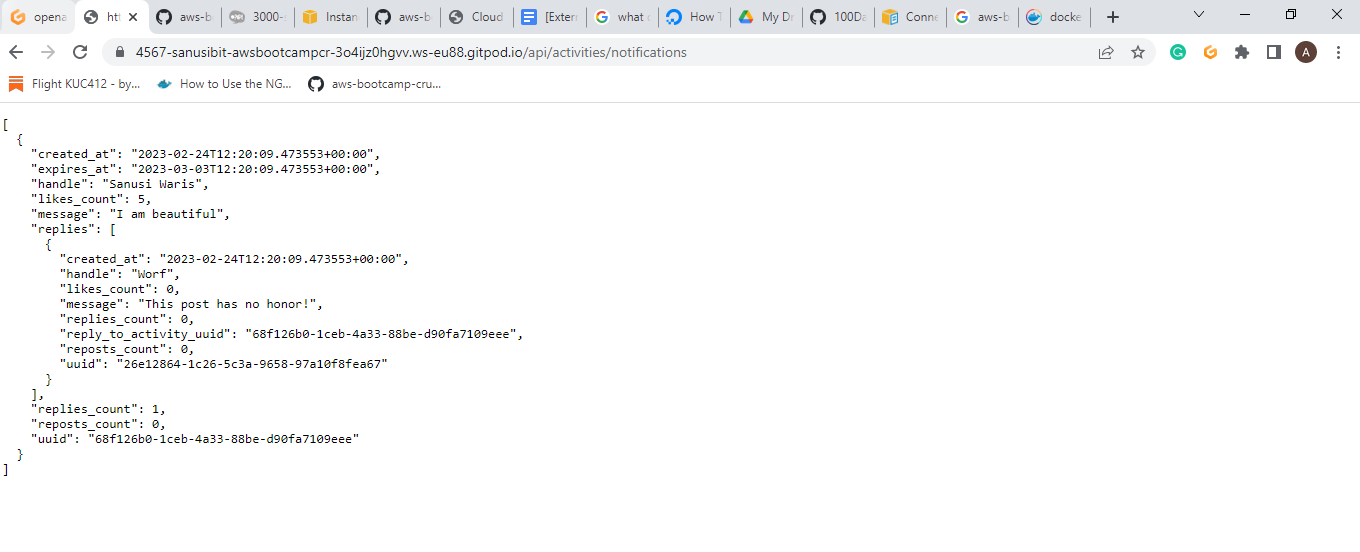 opena
htt
aws-b
3000-s
Instan
aws-b
Cloud
[Extern
what c
How T
My Dr
100Da
Conne
aws-b
docke
4567-sanusibit-awsbootcampcr-3o4ijz0hgvv.ws-eu88.gitpod.io/api/activities/notifications
A
Flight KUC412 - by...
How to Use the NG...
aws-bootcamp-cru...
[
{
"created_at": "2023-02-24T12:20:09.473553+00:00",
"expires_at": "2023-03-03T12:20:09.473553+00:00",
"handle": "Sanusi Waris",
"likes_count": 5,
"message": "I am beautiful",
"replies": [
{
"created_at": "2023-02-24T12:20:09.473553+00:00",
"handle": "Worf",
"likes_count": 0,
"message": "This post has no honor!",
"replies_count": 0,
"reply_to_activity_uuid": "68f126b0-1ceb-4a33-88be-d90fa7109eee",
"reposts_count": 0,
"uuid": "26e12864-1c26-5c3a-9658-97a10f8fea67"
}
],
"replies_count": 1,
"reposts_count": 0,
"uuid": "68f126b0-1ceb-4a33-88be-d90fa7109eee"
}
]